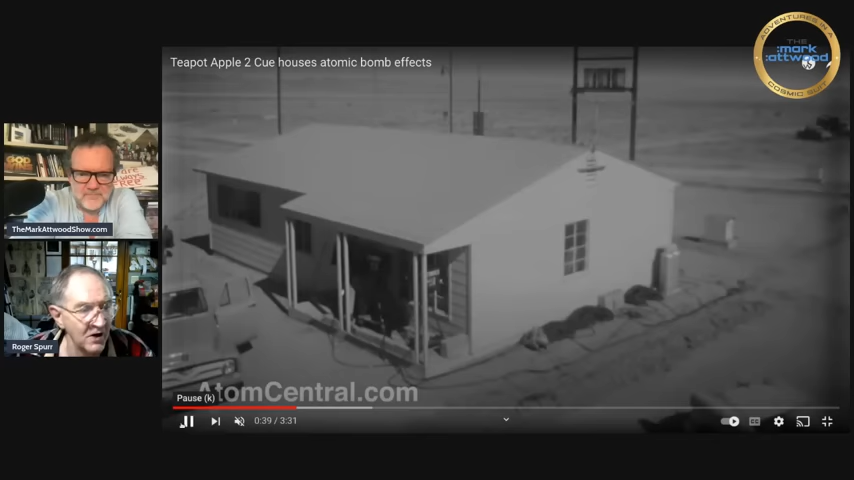 Teapot Apple 2 Cue houses atomic bomb effects
ADVENTURES IN A
THE
:mark
:attwood
COSMIC SUIT
TheMarkAttwoodShow.com
Roger Spurr
AtomCentral.com
Pause (k)
0:39 / 3:31